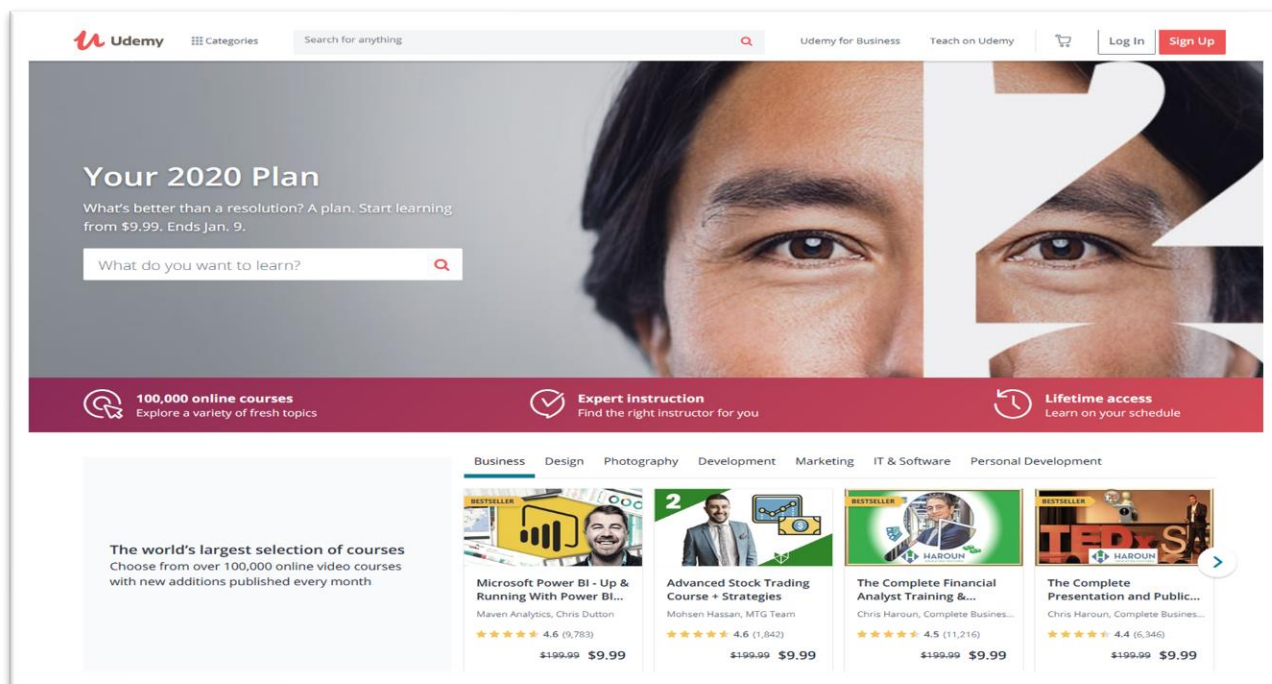 Udemy
Categories
Search for anything
Udemy for Business
Teach on Udemy
Log In
Sign Up
Your 2020 Plan
What's better than a resolution? A plan. Start learning
from $9.99. Ends Jan. 9.
What do you want to learn?
2
100,000 online courses
Explore a variety of fresh topics
Expert instruction
Find the right instructor for you
Lifetime access
Learn on your schedule
The world's largest selection of courses
Choose from over 100,000 online video courses
with new additions published every month
Business Design Photography Development Marketing IT & Software Personal Development
BESTSELLER
Microsoft Power BI - Up &
Running With Power BI...
Maven Analytics, Chris Dutton
4.6 (9,783)
$199.99 $9.99
2
Advanced Stock Trading
Course + Strategies
Mohsen Hassan, MTG Team
4.6 (1,842)
$199.99 $9.99
BESTSELLER
HAROUN
The Complete Financial
Analyst Training &...
Chris Haroun, Complete Busines...
4.5 (11,216)
$199.99 $9.99
BESTSELLER
TEDx S
HAROUN
The Complete
Presentation and Public...
Chris Haroun, Complete Busines...
4.4 (6,346)
$199.99 $9.99